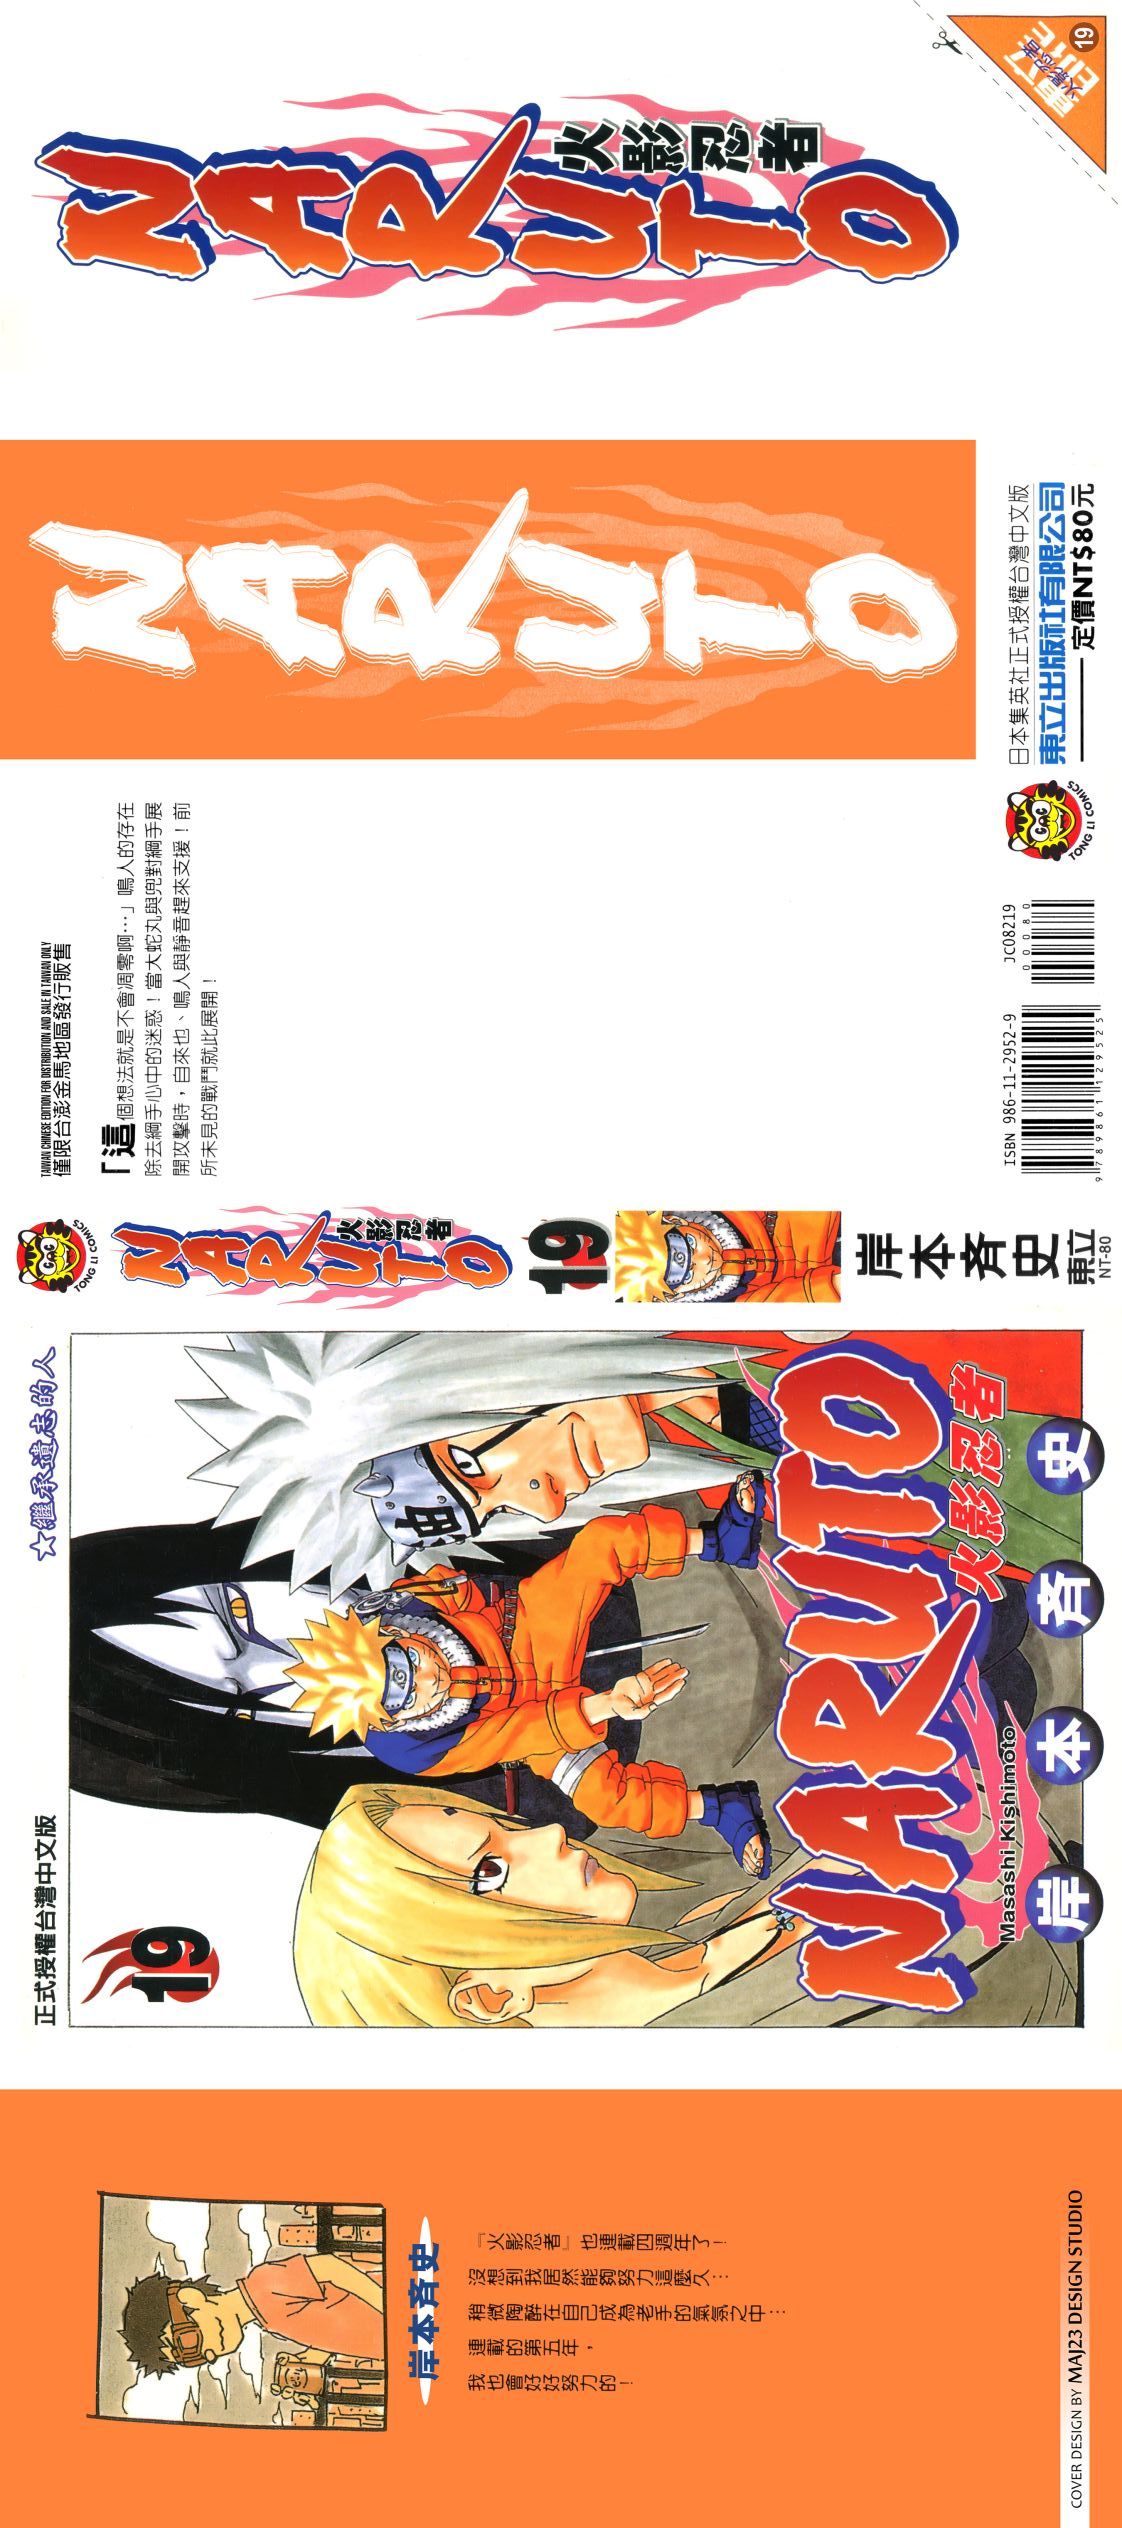 NARUTO
火影忍者
東立
火影忍者
19
NARUTO
日本集英社正式授權台灣中文版
東立出版社有限公司
定價NT$80元
TONG LI COMICS
TAIWAN CHINESE EDITION FOR DISTRIBUTION AND SALE IN TAIWAN ONLY
僅限台澎金馬地區發行販售
「這個想法就是不會凋零啊…」鳴人的存在
除去綱手心中的迷惑！當大蛇丸與兜對綱手展
開攻擊時，自來也、鳴人與靜音趕來支援！前
所未見的戰鬥就此展開！
JC08219
00080
ISBN 986-11-2952-9
9789861129525
TONG LI COMICS
NARUTO
火影忍者
19
岸本斉史
東立
NT-80
正式授權台灣中文版
☆繼承遺志的人
19
油
NARUTO
火影忍者
Masashi Kishimoto
岸本斉史
岸本斉史
『火影忍者』也連載四週年了！
沒想到我居然能夠努力這麼久…
稍微陶醉在自己成為老手的氣氛之中…
連載的第五年，
我也會好好努力的！
COVER DESIGN BY MAJ23 DESIGN STUDIO